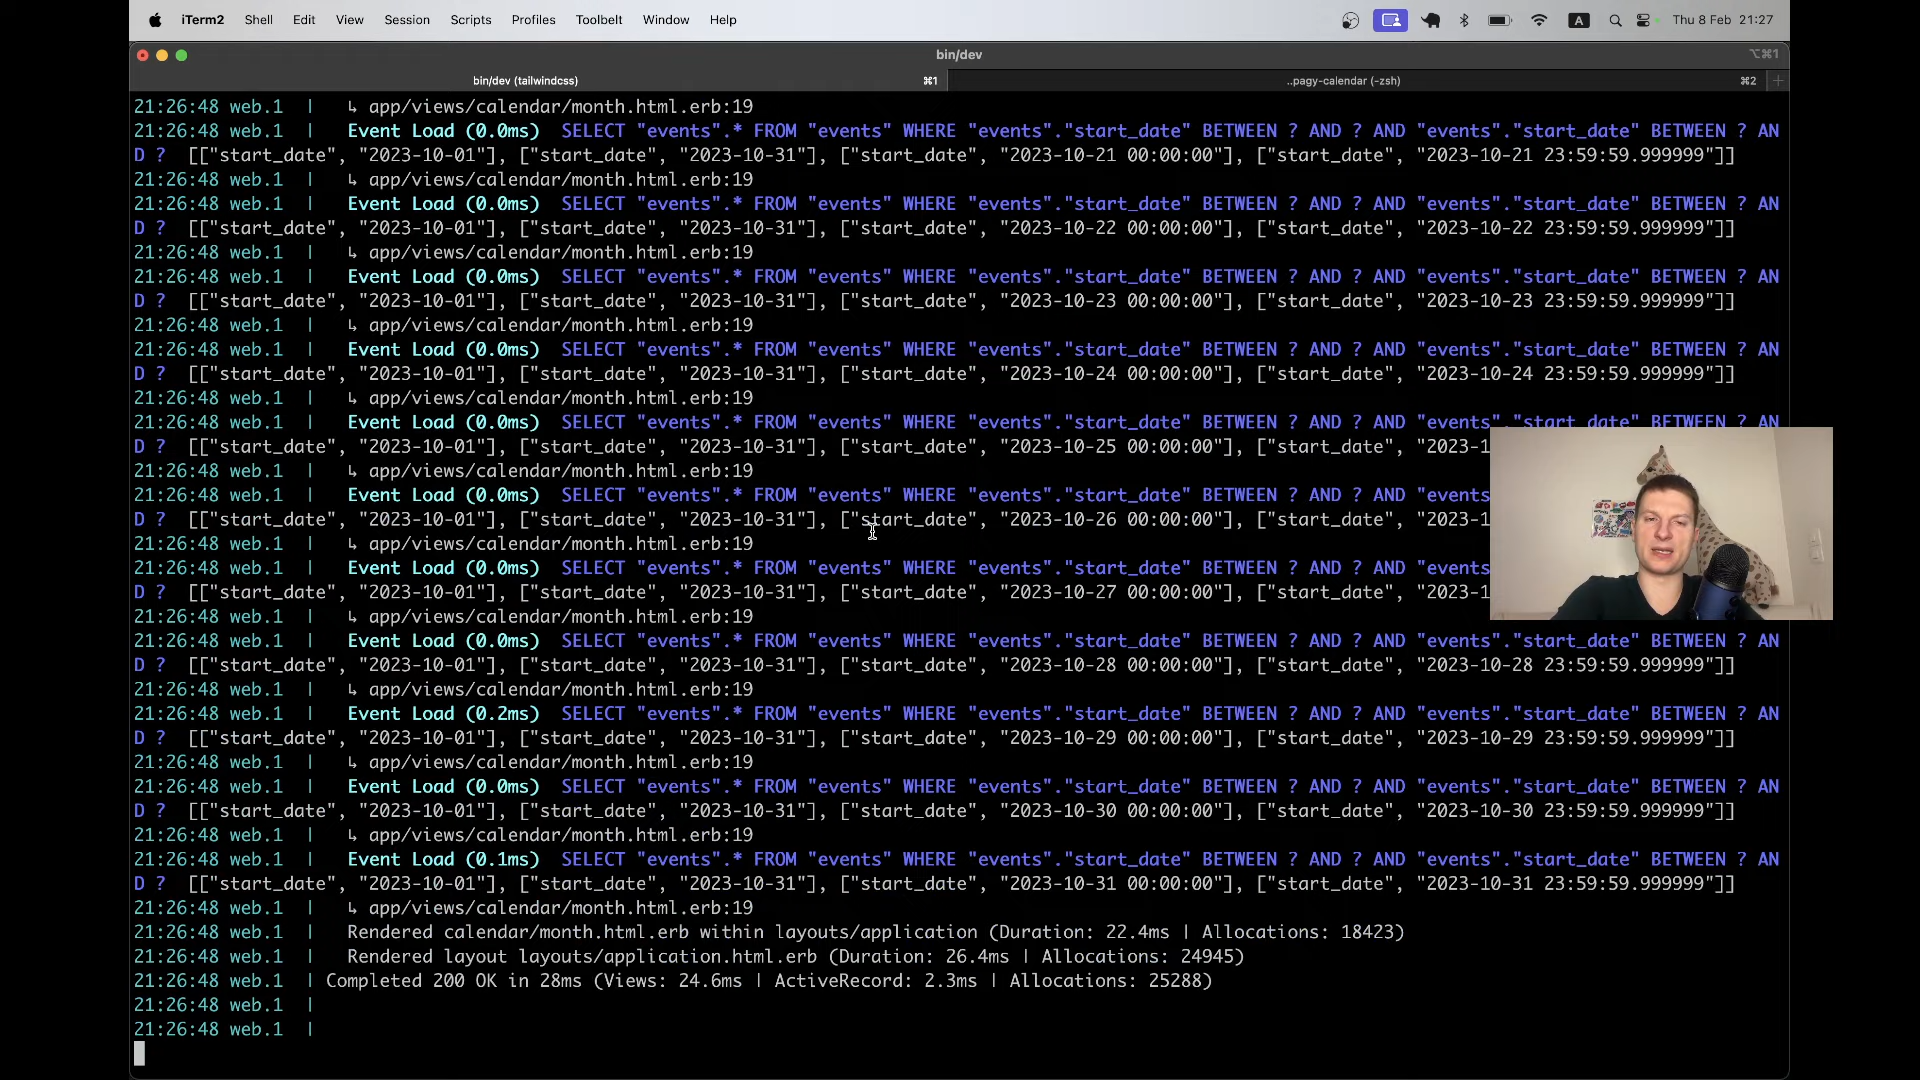 iTerm2 Shell Edit View Session Scripts Profiles Toolbelt Window Help A Thu 8 Feb 21:27
bin/dev ⌥⌘1
bin/dev (tailwindcss) ⌘1 ..pagy-calendar (-zsh) ⌘2 +
21:26:48 web.1 | ↳ app/views/calendar/month.html.erb:19
21:26:48 web.1 | Event Load (0.0ms) SELECT "events".* FROM "events" WHERE "events"."start_date" BETWEEN ? AND ? AND "events"."start_date" BETWEEN ? AN
D ? [["start_date", "2023-10-01"], ["start_date", "2023-10-31"], ["start_date", "2023-10-21 00:00:00"], ["start_date", "2023-10-21 23:59:59.999999"]]
21:26:48 web.1 | ↳ app/views/calendar/month.html.erb:19
21:26:48 web.1 | Event Load (0.0ms) SELECT "events".* FROM "events" WHERE "events"."start_date" BETWEEN ? AND ? AND "events"."start_date" BETWEEN ? AN
D ? [["start_date", "2023-10-01"], ["start_date", "2023-10-31"], ["start_date", "2023-10-22 00:00:00"], ["start_date", "2023-10-22 23:59:59.999999"]]
21:26:48 web.1 | ↳ app/views/calendar/month.html.erb:19
21:26:48 web.1 | Event Load (0.0ms) SELECT "events".* FROM "events" WHERE "events"."start_date" BETWEEN ? AND ? AND "events"."start_date" BETWEEN ? AN
D ? [["start_date", "2023-10-01"], ["start_date", "2023-10-31"], ["start_date", "2023-10-23 00:00:00"], ["start_date", "2023-10-23 23:59:59.999999"]]
21:26:48 web.1 | ↳ app/views/calendar/month.html.erb:19
21:26:48 web.1 | Event Load (0.0ms) SELECT "events".* FROM "events" WHERE "events"."start_date" BETWEEN ? AND ? AND "events"."start_date" BETWEEN ? AN
D ? [["start_date", "2023-10-01"], ["start_date", "2023-10-31"], ["start_date", "2023-10-24 00:00:00"], ["start_date", "2023-10-24 23:59:59.999999"]]
21:26:48 web.1 | ↳ app/views/calendar/month.html.erb:19
21:26:48 web.1 | Event Load (0.0ms) SELECT "events".* FROM "events" WHERE "events"."start_date" BETWEEN ? AND ? AND "events"."start_date" BETWEEN ? AN
D ? [["start_date", "2023-10-01"], ["start_date", "2023-10-31"], ["start_date", "2023-10-25 00:00:00"], ["start_date", "2023-1
21:26:48 web.1 | ↳ app/views/calendar/month.html.erb:19
21:26:48 web.1 | Event Load (0.0ms) SELECT "events".* FROM "events" WHERE "events"."start_date" BETWEEN ? AND ? AND "events
D ? [["start_date", "2023-10-01"], ["start_date", "2023-10-31"], ["start_date", "2023-10-26 00:00:00"], ["start_date", "2023-1
21:26:48 web.1 | ↳ app/views/calendar/month.html.erb:19
21:26:48 web.1 | Event Load (0.0ms) SELECT "events".* FROM "events" WHERE "events"."start_date" BETWEEN ? AND ? AND "events
D ? [["start_date", "2023-10-01"], ["start_date", "2023-10-31"], ["start_date", "2023-10-27 00:00:00"], ["start_date", "2023-1
21:26:48 web.1 | ↳ app/views/calendar/month.html.erb:19
21:26:48 web.1 | Event Load (0.0ms) SELECT "events".* FROM "events" WHERE "events"."start_date" BETWEEN ? AND ? AND "events"."start_date" BETWEEN ? AN
D ? [["start_date", "2023-10-01"], ["start_date", "2023-10-31"], ["start_date", "2023-10-28 00:00:00"], ["start_date", "2023-10-28 23:59:59.999999"]]
21:26:48 web.1 | ↳ app/views/calendar/month.html.erb:19
21:26:48 web.1 | Event Load (0.2ms) SELECT "events".* FROM "events" WHERE "events"."start_date" BETWEEN ? AND ? AND "events"."start_date" BETWEEN ? AN
D ? [["start_date", "2023-10-01"], ["start_date", "2023-10-31"], ["start_date", "2023-10-29 00:00:00"], ["start_date", "2023-10-29 23:59:59.999999"]]
21:26:48 web.1 | ↳ app/views/calendar/month.html.erb:19
21:26:48 web.1 | Event Load (0.0ms) SELECT "events".* FROM "events" WHERE "events"."start_date" BETWEEN ? AND ? AND "events"."start_date" BETWEEN ? AN
D ? [["start_date", "2023-10-01"], ["start_date", "2023-10-31"], ["start_date", "2023-10-30 00:00:00"], ["start_date", "2023-10-30 23:59:59.999999"]]
21:26:48 web.1 | ↳ app/views/calendar/month.html.erb:19
21:26:48 web.1 | Event Load (0.1ms) SELECT "events".* FROM "events" WHERE "events"."start_date" BETWEEN ? AND ? AND "events"."start_date" BETWEEN ? AN
D ? [["start_date", "2023-10-01"], ["start_date", "2023-10-31"], ["start_date", "2023-10-31 00:00:00"], ["start_date", "2023-10-31 23:59:59.999999"]]
21:26:48 web.1 | ↳ app/views/calendar/month.html.erb:19
21:26:48 web.1 | Rendered calendar/month.html.erb within layouts/application (Duration: 22.4ms | Allocations: 18423)
21:26:48 web.1 | Rendered layout layouts/application.html.erb (Duration: 26.4ms | Allocations: 24945)
21:26:48 web.1 | Completed 200 OK in 28ms (Views: 24.6ms | ActiveRecord: 2.3ms | Allocations: 25288)
21:26:48 web.1 |
21:26:48 web.1 |